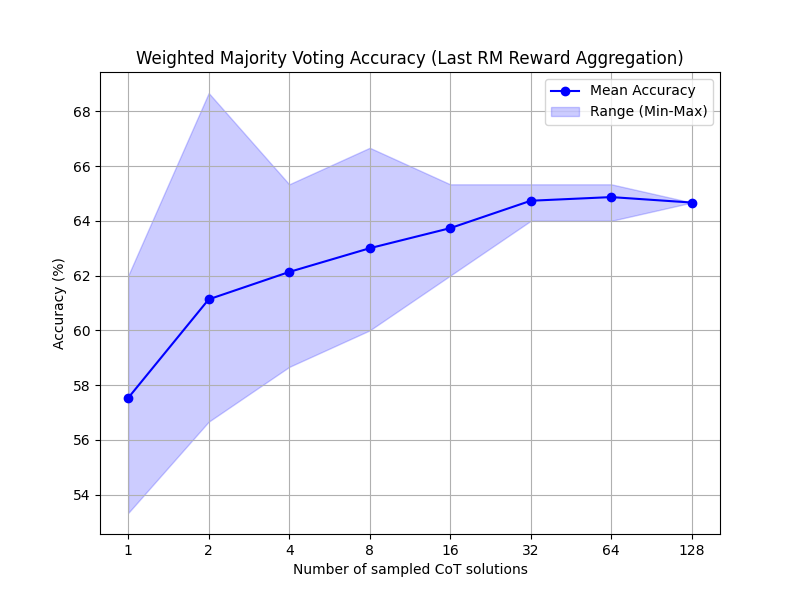 Weighted Majority Voting Accuracy (Last RM Reward Aggregation)
Mean Accuracy
Range (Min-Max)
Accuracy (%)
68
66
64
62
60
58
56
54
1 2 4 8 16 32 64 128
Number of sampled CoT solutions